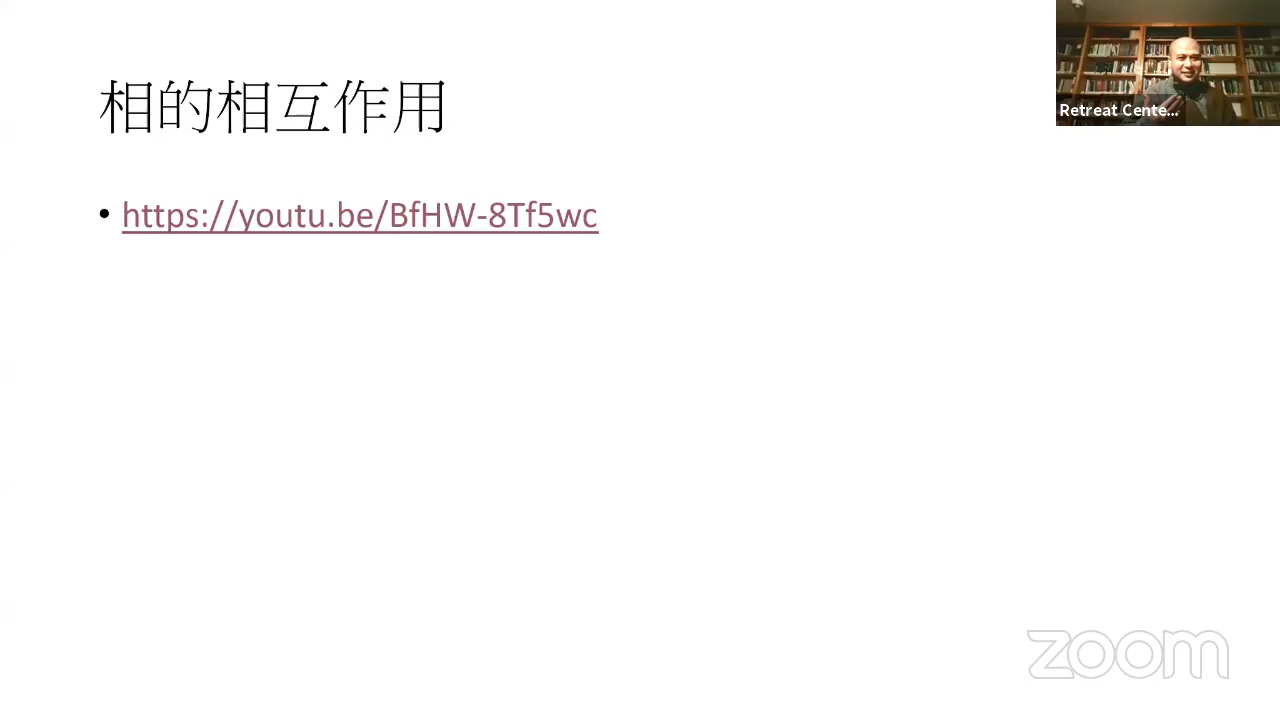 相的相互作用
• https://youtu.be/BfHW-8Tf5wc
Retreat Cente...
zoom